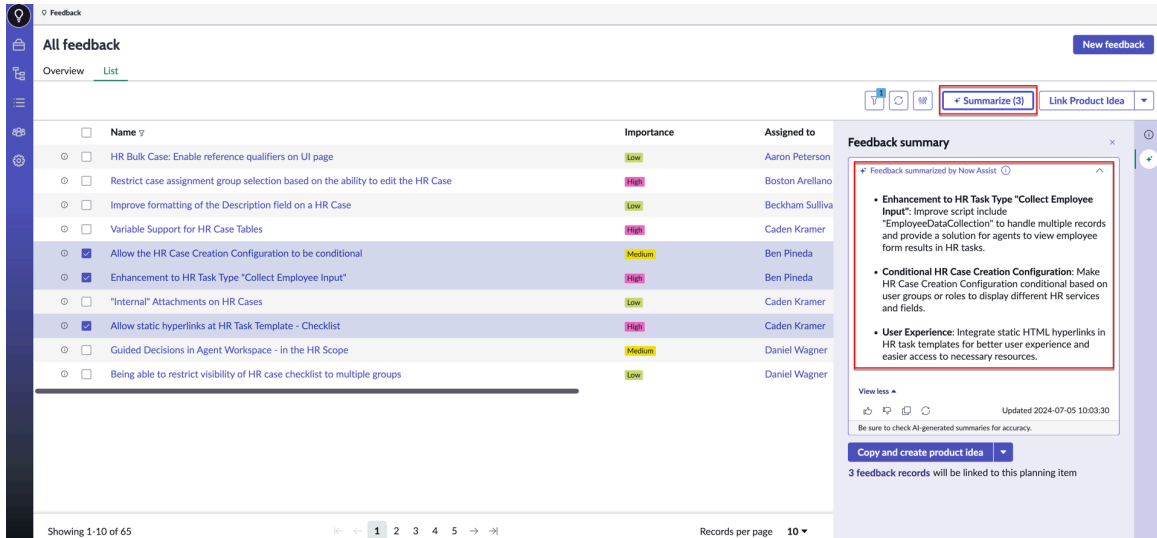 Feedback
All feedback
New feedback
Overview List
1
Summarize (3)
Link Product Idea
Name Importance Assigned to
HR Bulk Case: Enable reference qualifiers on UI page Low Aaron Peterson
Restrict case assignment group selection based on the ability to edit the HR Case High Boston Arellano
Improve formatting of the Description field on a HR Case Low Beckham Sulliva
Variable Support for HR Case Tables High Caden Kramer
Allow the HR Case Creation Configuration to be conditional Medium Ben Pineda
Enhancement to HR Task Type "Collect Employee Input" High Ben Pineda
"Internal" Attachments on HR Cases Low Caden Kramer
Allow static hyperlinks at HR Task Template - Checklist High Caden Kramer
Guided Decisions in Agent Workspace - in the HR Scope Medium Daniel Wagner
Being able to restrict visibility of HR case checklist to multiple groups Low Daniel Wagner
Feedback summary
Feedback summarized by Now Assist
• Enhancement to HR Task Type "Collect Employee
Input": Improve script include
"EmployeeDataCollection" to handle multiple records
and provide a solution for agents to view employee
form results in HR tasks.
• Conditional HR Case Creation Configuration: Make
HR Case Creation Configuration conditional based on
user groups or roles to display different HR services
and fields.
• User Experience: Integrate static HTML hyperlinks in
HR task templates for better user experience and
easier access to necessary resources.
View less
Updated 2024-07-05 10:03:30
Be sure to check AI-generated summaries for accuracy.
Copy and create product idea
3 feedback records will be linked to this planning item
Showing 1-10 of 65 1 2 3 4 5 Records per page 10